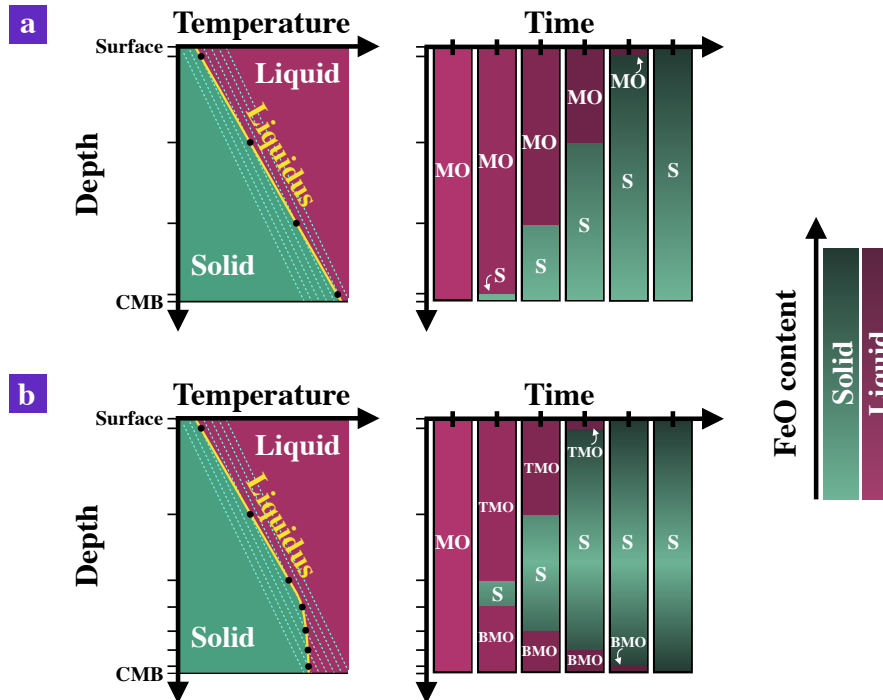 a
Temperature
Time
Surface
Liquid
Liquidus
Depth
Solid
CMB
MO
MO
S
MO
S
MO
S
MO
S
S
FeO content
Solid
Liquid
b
Temperature
Time
Surface
Liquid
Liquidus
Depth
Solid
CMB
MO
TMO
S
BMO
TMO
S
BMO
TMO
S
BMO
S
BMO
S